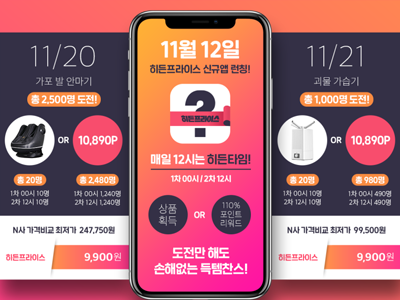 11/20
가포 발 안마기
총 2,500명 도전!
OR
10,890P
총 20명
총 2,480명
1차 00시 10명
2차 12시 10명
1차 00시 1,240명
2차 12시 1,240명
N사 가격비교 최저가 247,750원
히든프라이스
9,900원
11월 12일
히든프라이스 신규앱 런칭!
?
히든프라이스
매일 12시는 히든타임!
1차 00시 / 2차 12시
상품
획득
OR
110%
포인트
리워드
도전만 해도
손해없는 득템찬스!
11/21
괴물 가습기
총 1,000명 도전!
OR
10,890P
총 20명
총 980명
1차 00시 10명
2차 12시 10명
1차 00시 490명
2차 12시 490명
N사 가격비교 최저가 99,500원
히든프라이스
9,900원